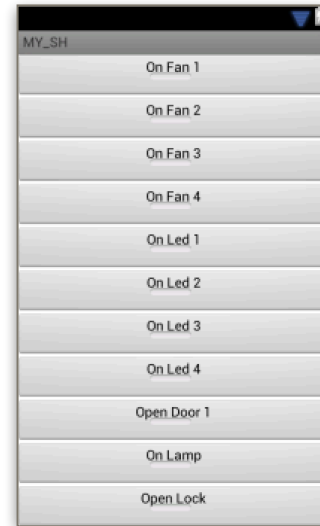 MY_SH
On Fan 1
On Fan 2
On Fan 3
On Fan 4
On Led 1
On Led 2
On Led 3
On Led 4
Open Door 1
On Lamp
Open Lock